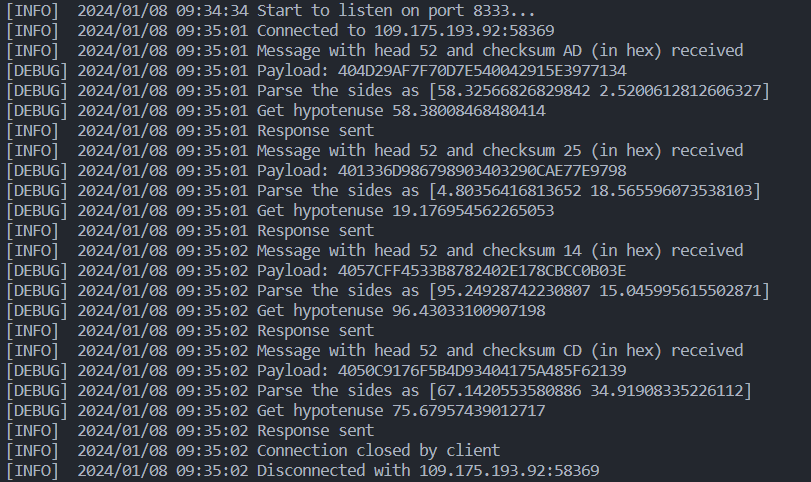 [INFO]  2024/01/08 09:34:34 Start to listen on port 8333...
[INFO]  2024/01/08 09:35:01 Connected to 109.175.193.92:58369
[INFO]  2024/01/08 09:35:01 Message with head 52 and checksum AD (in hex) received
[DEBUG] 2024/01/08 09:35:01 Payload: 404D29AF7F70D7E540042915E3977134
[DEBUG] 2024/01/08 09:35:01 Parse the sides as [58.32566826829842 2.5200612812606327]
[DEBUG] 2024/01/08 09:35:01 Get hypotenuse 58.38008468480414
[INFO]  2024/01/08 09:35:01 Response sent
[INFO]  2024/01/08 09:35:01 Message with head 52 and checksum 25 (in hex) received
[DEBUG] 2024/01/08 09:35:01 Payload: 401336D986798903403290CAE77E9798
[DEBUG] 2024/01/08 09:35:01 Parse the sides as [4.80356416813652 18.565596073538103]
[DEBUG] 2024/01/08 09:35:01 Get hypotenuse 19.176954562265053
[INFO]  2024/01/08 09:35:01 Response sent
[INFO]  2024/01/08 09:35:02 Message with head 52 and checksum 14 (in hex) received
[DEBUG] 2024/01/08 09:35:02 Payload: 4057CFF4533B8782402E178CBCC0B03E
[DEBUG] 2024/01/08 09:35:02 Parse the sides as [95.24928742230807 15.045995615502871]
[DEBUG] 2024/01/08 09:35:02 Get hypotenuse 96.43033100907198
[INFO]  2024/01/08 09:35:02 Response sent
[INFO]  2024/01/08 09:35:02 Message with head 52 and checksum CD (in hex) received
[DEBUG] 2024/01/08 09:35:02 Payload: 4050C9176F5B4D93404175A485F62139
[DEBUG] 2024/01/08 09:35:02 Parse the sides as [67.1420553580886 34.91908335226112]
[DEBUG] 2024/01/08 09:35:02 Get hypotenuse 75.67957439012717
[INFO]  2024/01/08 09:35:02 Response sent
[INFO]  2024/01/08 09:35:02 Connection closed by client
[INFO]  2024/01/08 09:35:02 Disconnected with 109.175.193.92:58369